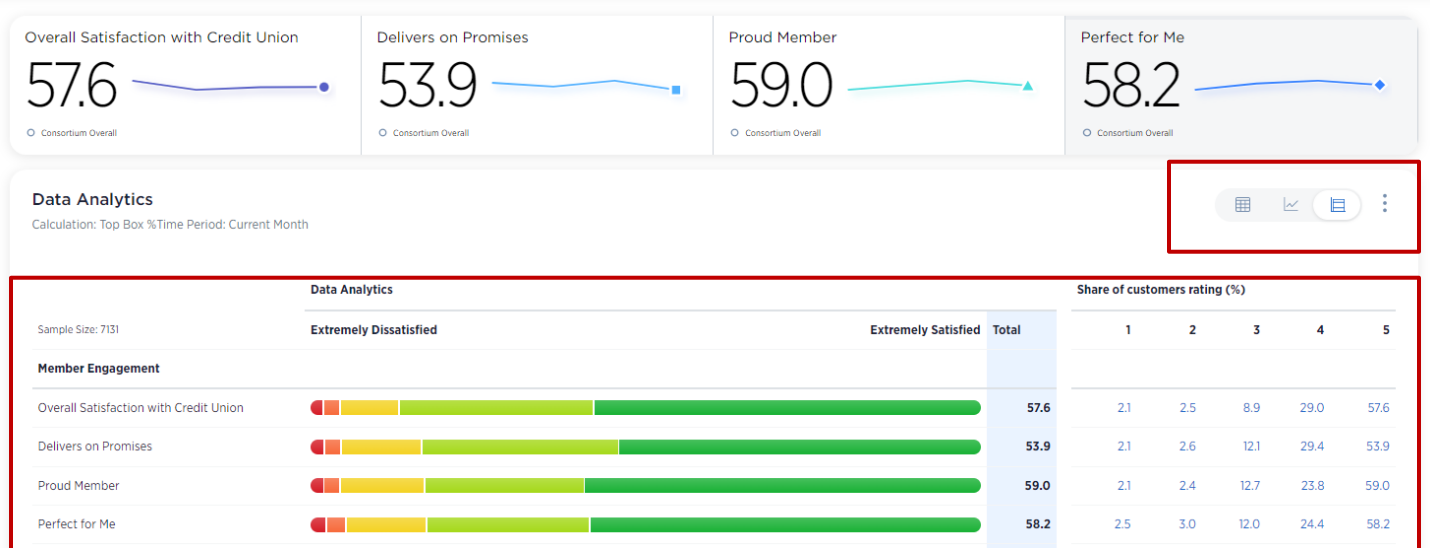 Overall Satisfaction with Credit Union
57.6
Consortium Overall
Delivers on Promises
53.9
Consortium Overall
Proud Member
59.0
Consortium Overall
Perfect for Me
58.2
Consortium Overall
Data Analytics
Calculation: Top Box %Time Period: Current Month
Data Analytics Share of customers rating (%)
Sample Size: 7131 Extremely Dissatisfied Extremely Satisfied Total 1 2 3 4 5
Member Engagement
Overall Satisfaction with Credit Union 57.6 2.1 2.5 8.9 29.0 57.6
Delivers on Promises 53.9 2.1 2.6 12.1 29.4 53.9
Proud Member 59.0 2.1 2.4 12.7 23.8 59.0
Perfect for Me 58.2 2.5 3.0 12.0 24.4 58.2